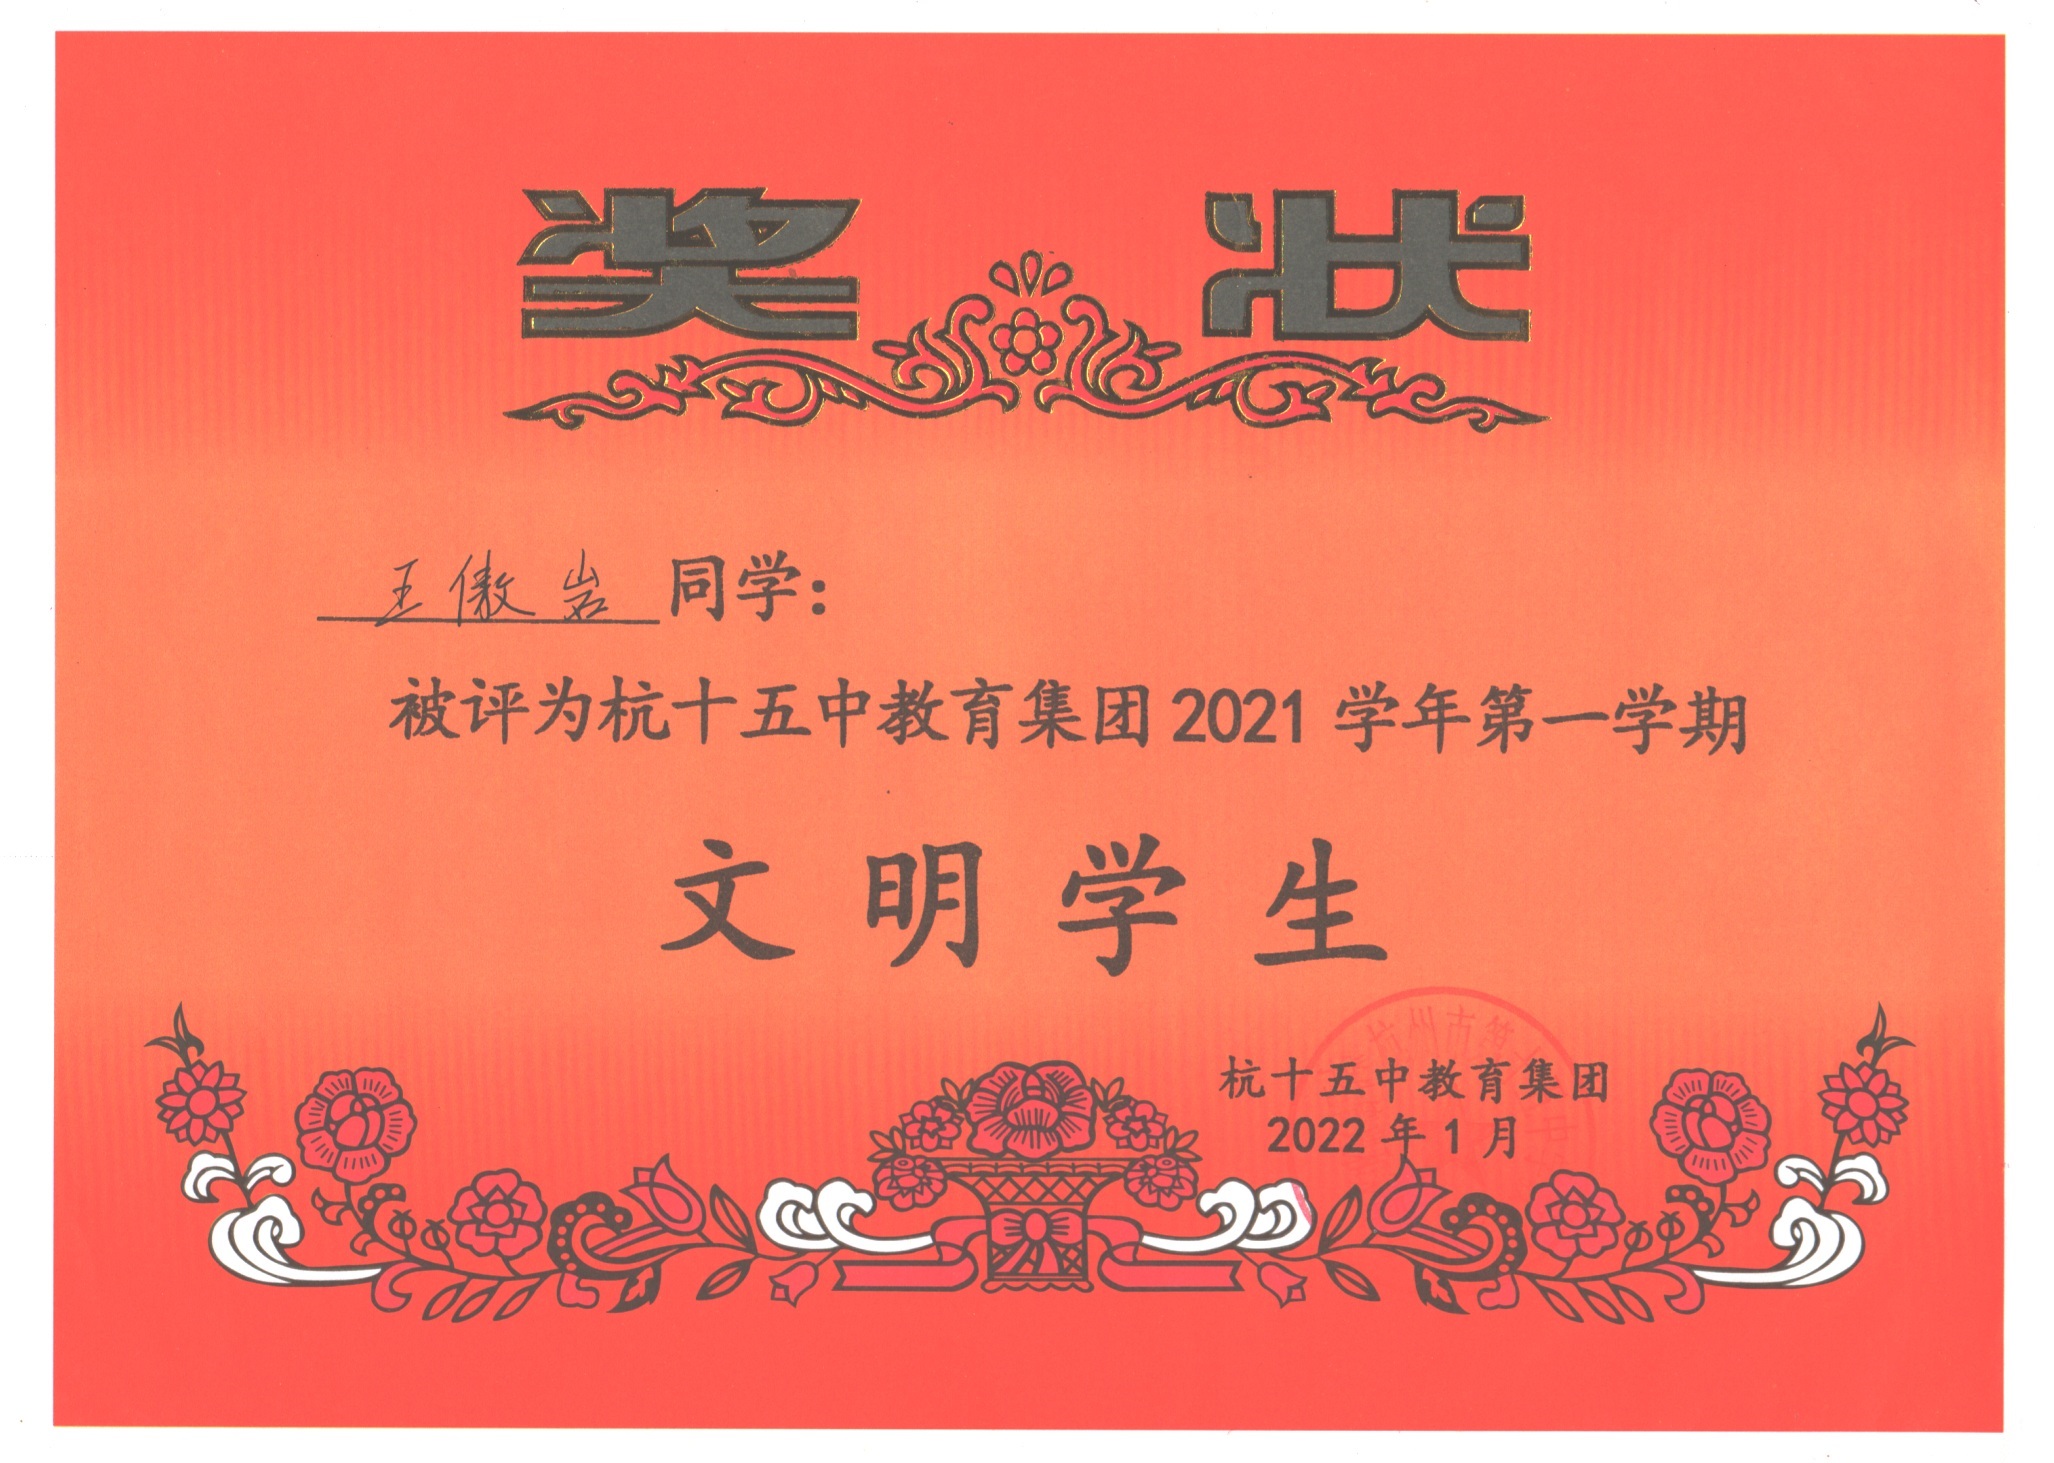 奖状
王傲岩 同学：
被评为杭十五中教育集团 2021 学年第一学期
文明学生
杭州市第
杭十五中教育集团
2022 年 1 月